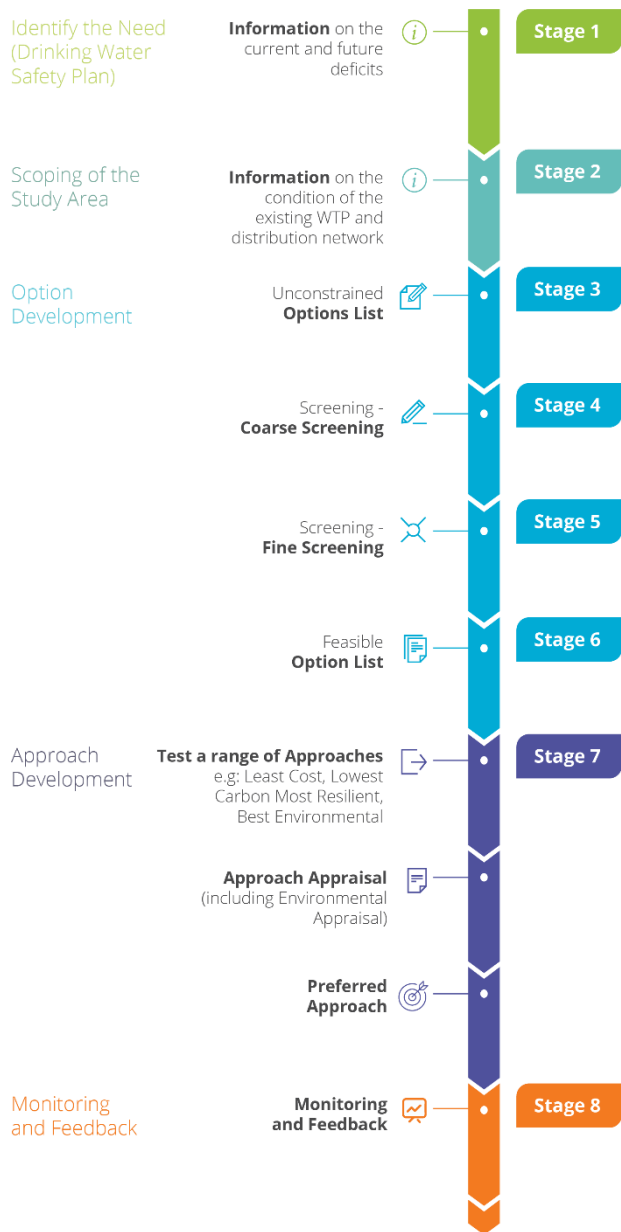 Identify the Need
(Drinking Water
Safety Plan)
Information on the
current and future
deficits
Stage 1
Scoping of the
Study Area
Information on the
condition of the
existing WTP and
distribution network
Stage 2
Option
Development
Unconstrained
Options List
Stage 3
Screening -
Coarse Screening
Stage 4
Screening -
Fine Screening
Stage 5
Feasible
Option List
Stage 6
Approach
Development
Test a range of Approaches
e.g: Least Cost, Lowest
Carbon Most Resilient,
Best Environmental
Stage 7
Approach Appraisal
(including Environmental
Appraisal)
Preferred
Approach
Monitoring
and Feedback
Monitoring
and Feedback
Stage 8